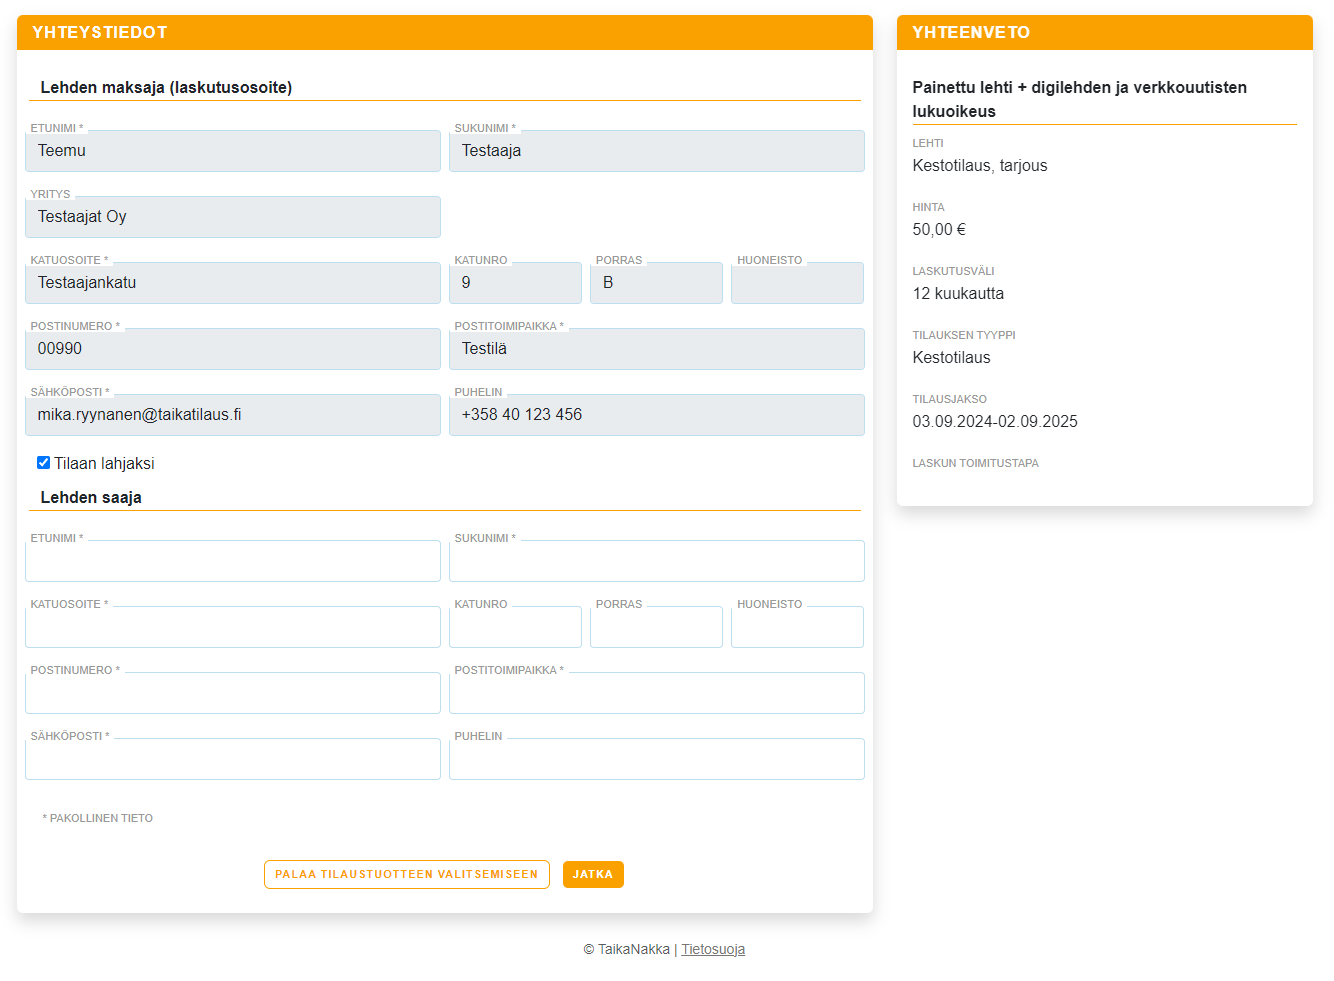 YHTEYSTIEDOT
Lehden maksaja (laskutusosoite)
ETUNIMI *
Teemu
SUKUNIMI *
Testaaja
YRITYS
Testaajat Oy
KATUOSOITE *
Testaajankatu
KATUNRO
9
PORRAS
B
HUONEISTO
POSTINUMERO *
00990
POSTITOIMIPAIKKA *
Testilä
SÄHKÖPOSTI *
mika.ryynanen@taikatilaus.fi
PUHELIN
+358 40 123 456
Tilaan lahjaksi
Lehden saaja
ETUNIMI *
SUKUNIMI *
KATUOSOITE *
KATUNRO
PORRAS
HUONEISTO
POSTINUMERO *
POSTITOIMIPAIKKA *
SÄHKÖPOSTI *
PUHELIN
* PAKOLLINEN TIETO
PALAA TILAUSTUOTTEEN VALITSEMISEEN
JATKA
YHTEENVETO
Painettu lehti + digilehden ja verkkouutisten
lukuoikeus
LEHTI
Kestotilaus, tarjous
HINTA
50,00 €
LASKUTUSVÄLI
12 kuukautta
TILAUKSEN TYYPPI
Kestotilaus
TILAUSJAKSO
03.09.2024-02.09.2025
LASKUN TOIMITUSTAPA
© TaikaNakka | Tietosuoja